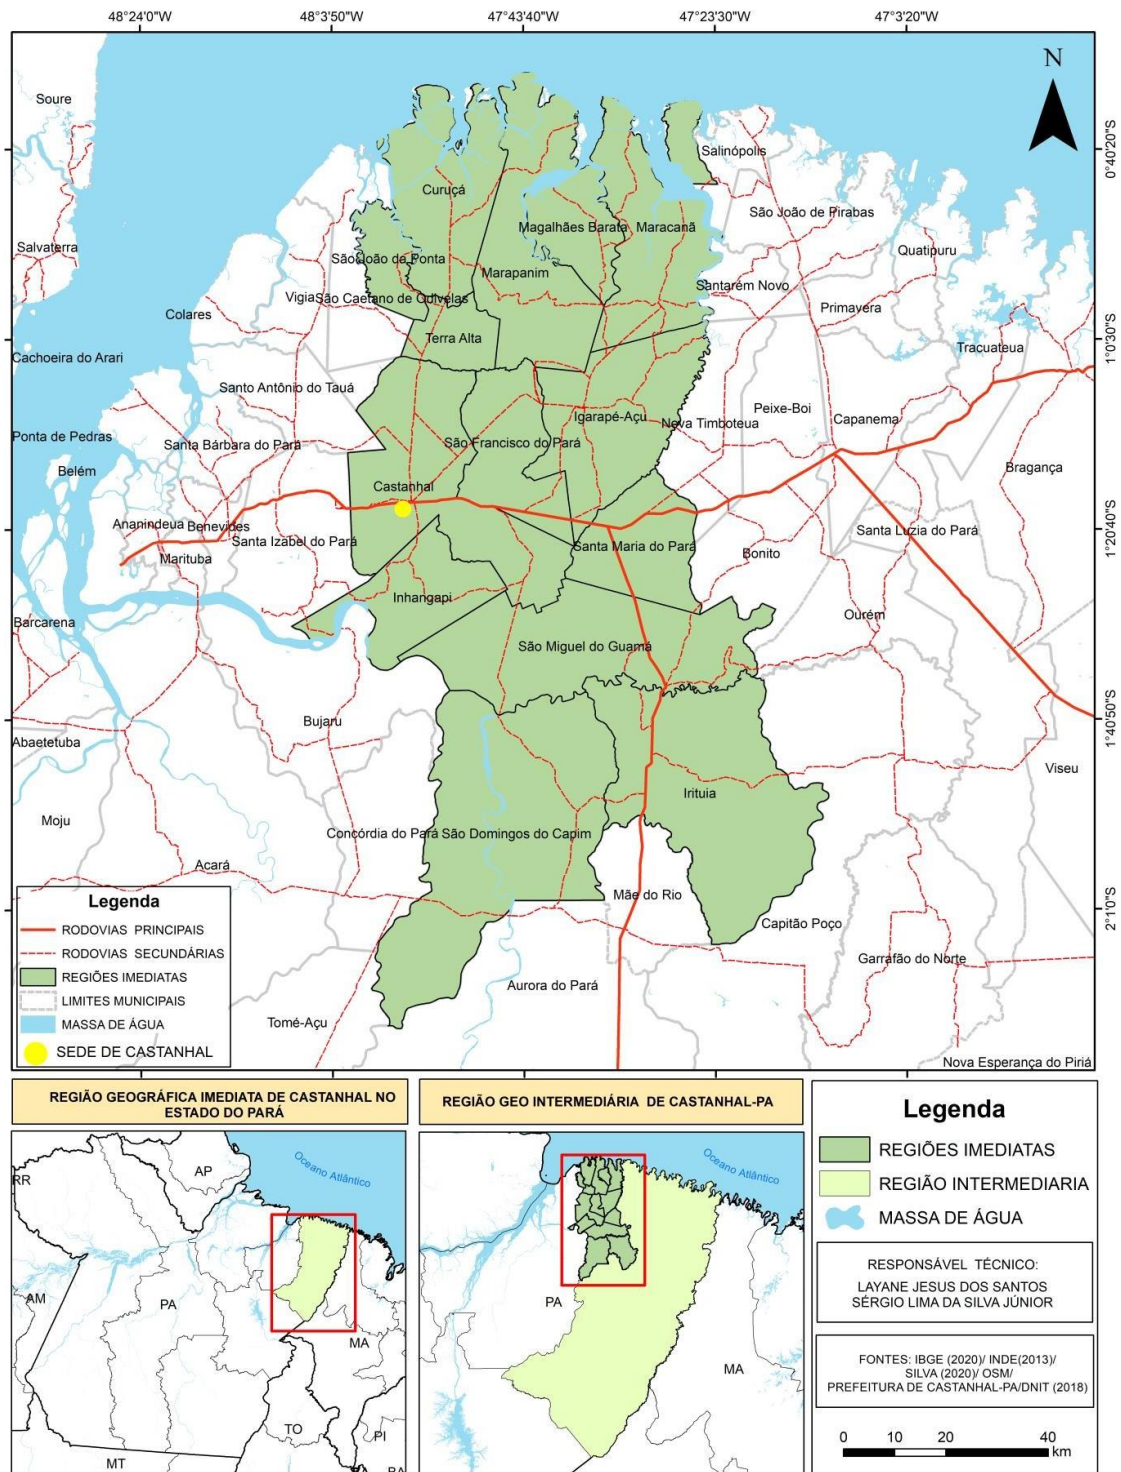 48°24'0"W
48°3'50"W
47°43'40"W
47°23'30"W
47°3'20"W
N
Soure
Salinópolis
0°40'20"S
Curuçá
São João de Pirabas
Magalhães Barata
Maracanã
Salvaterra
Quatipuru
São João da Ponta
Marapanim
Santarém Novo
Vigia
São Caetano de Odivelas
Primavera
Colares
Terra Alta
1°0'30"S
Tracuateua
Cachoeira do Arari
Santo Antônio do Tauá
Peixe-Boi
Igarapé-Açu
Capanema
Nova Timboteua
Ponta de Pedras
Santa Bárbara do Pará
São Francisco do Pará
Belém
Bragança
Castanhal
Ananindeua
Benevides
1°20'40"S
Santa Luzia do Pará
Santa Izabel do Pará
Santa Maria do Pará
Marituba
Bonito
Inhangapi
Barcarena
Ourém
São Miguel do Guamá
Bujaru
1°40'50"S
Abaetetuba
Viseu
Irituia
Moju
Concórdia do Pará
São Domingos do Capim
Acará
Mãe do Rio
2°1'0"S
Capitão Poço
Garrafão do Norte
Aurora do Pará
Tomé-Açu
Nova Esperança do Piriá
Legenda
RODOVIAS PRINCIPAIS
RODOVIAS SECUNDÁRIAS
REGIÕES IMEDIATAS
LIMITES MUNICIPAIS
MASSA DE ÁGUA
SEDE DE CASTANHAL
REGIÃO GEOGRÁFICA IMEDIATA DE CASTANHAL NO
ESTADO DO PARÁ
RR
AP
Oceano Atlântico
AM
PA
MA
TO
PI
MT
BA
REGIÃO GEO INTERMEDIÁRIA DE CASTANHAL-PA
Oceano Atlântico
PA
MA
Legenda
REGIÕES IMEDIATAS
REGIÃO INTERMEDIARIA
MASSA DE ÁGUA
RESPONSÁVEL TÉCNICO:
LAYANE JESUS DOS SANTOS
SÉRGIO LIMA DA SILVA JÚNIOR
FONTES: IBGE (2020)/ INDE(2013)/
SILVA (2020)/ OSM/
PREFEITURA DE CASTANHAL-PA/DNIT (2018)
0 10 20 40
km